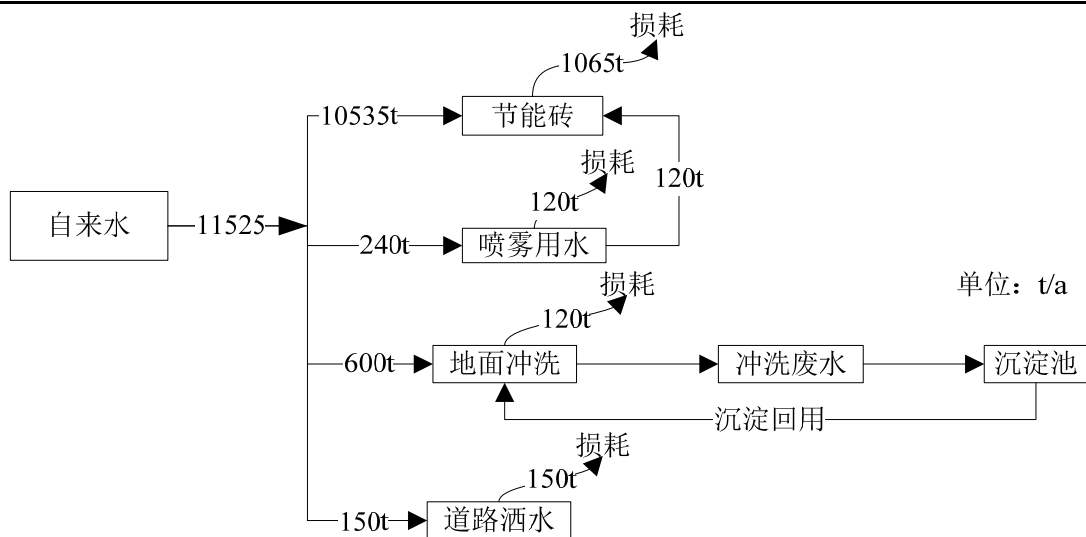 损耗
1065t
10535t
节能砖
损耗
120t
120t
自来水
11525
240t
喷雾用水
损耗
单位：t/a
120t
600t
地面冲洗
冲洗废水
沉淀池
沉淀回用
损耗
150t
150t
道路洒水